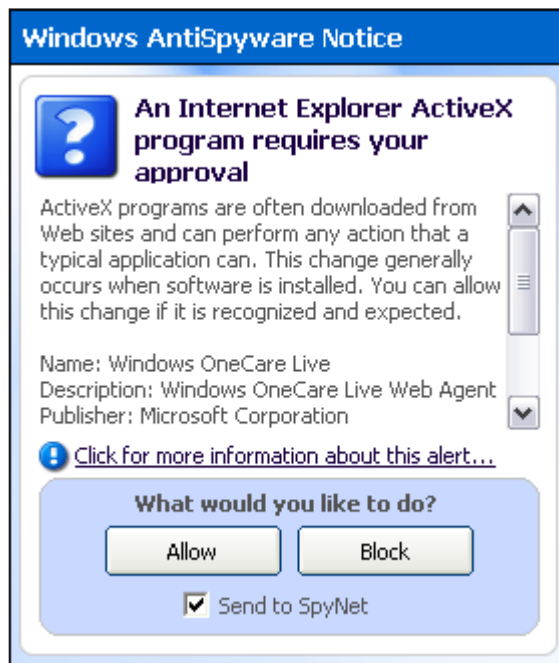 Windows AntiSpyware Notice
An Internet Explorer ActiveX
program requires your
approval
ActiveX programs are often downloaded from
Web sites and can perform any action that a
typical application can. This change generally
occurs when software is installed. You can allow
this change if it is recognized and expected.
Name: Windows OneCare Live
Description: Windows OneCare Live Web Agent
Publisher: Microsoft Corporation
Click for more information about this alert...
What would you like to do?
Allow Block
Send to SpyNet